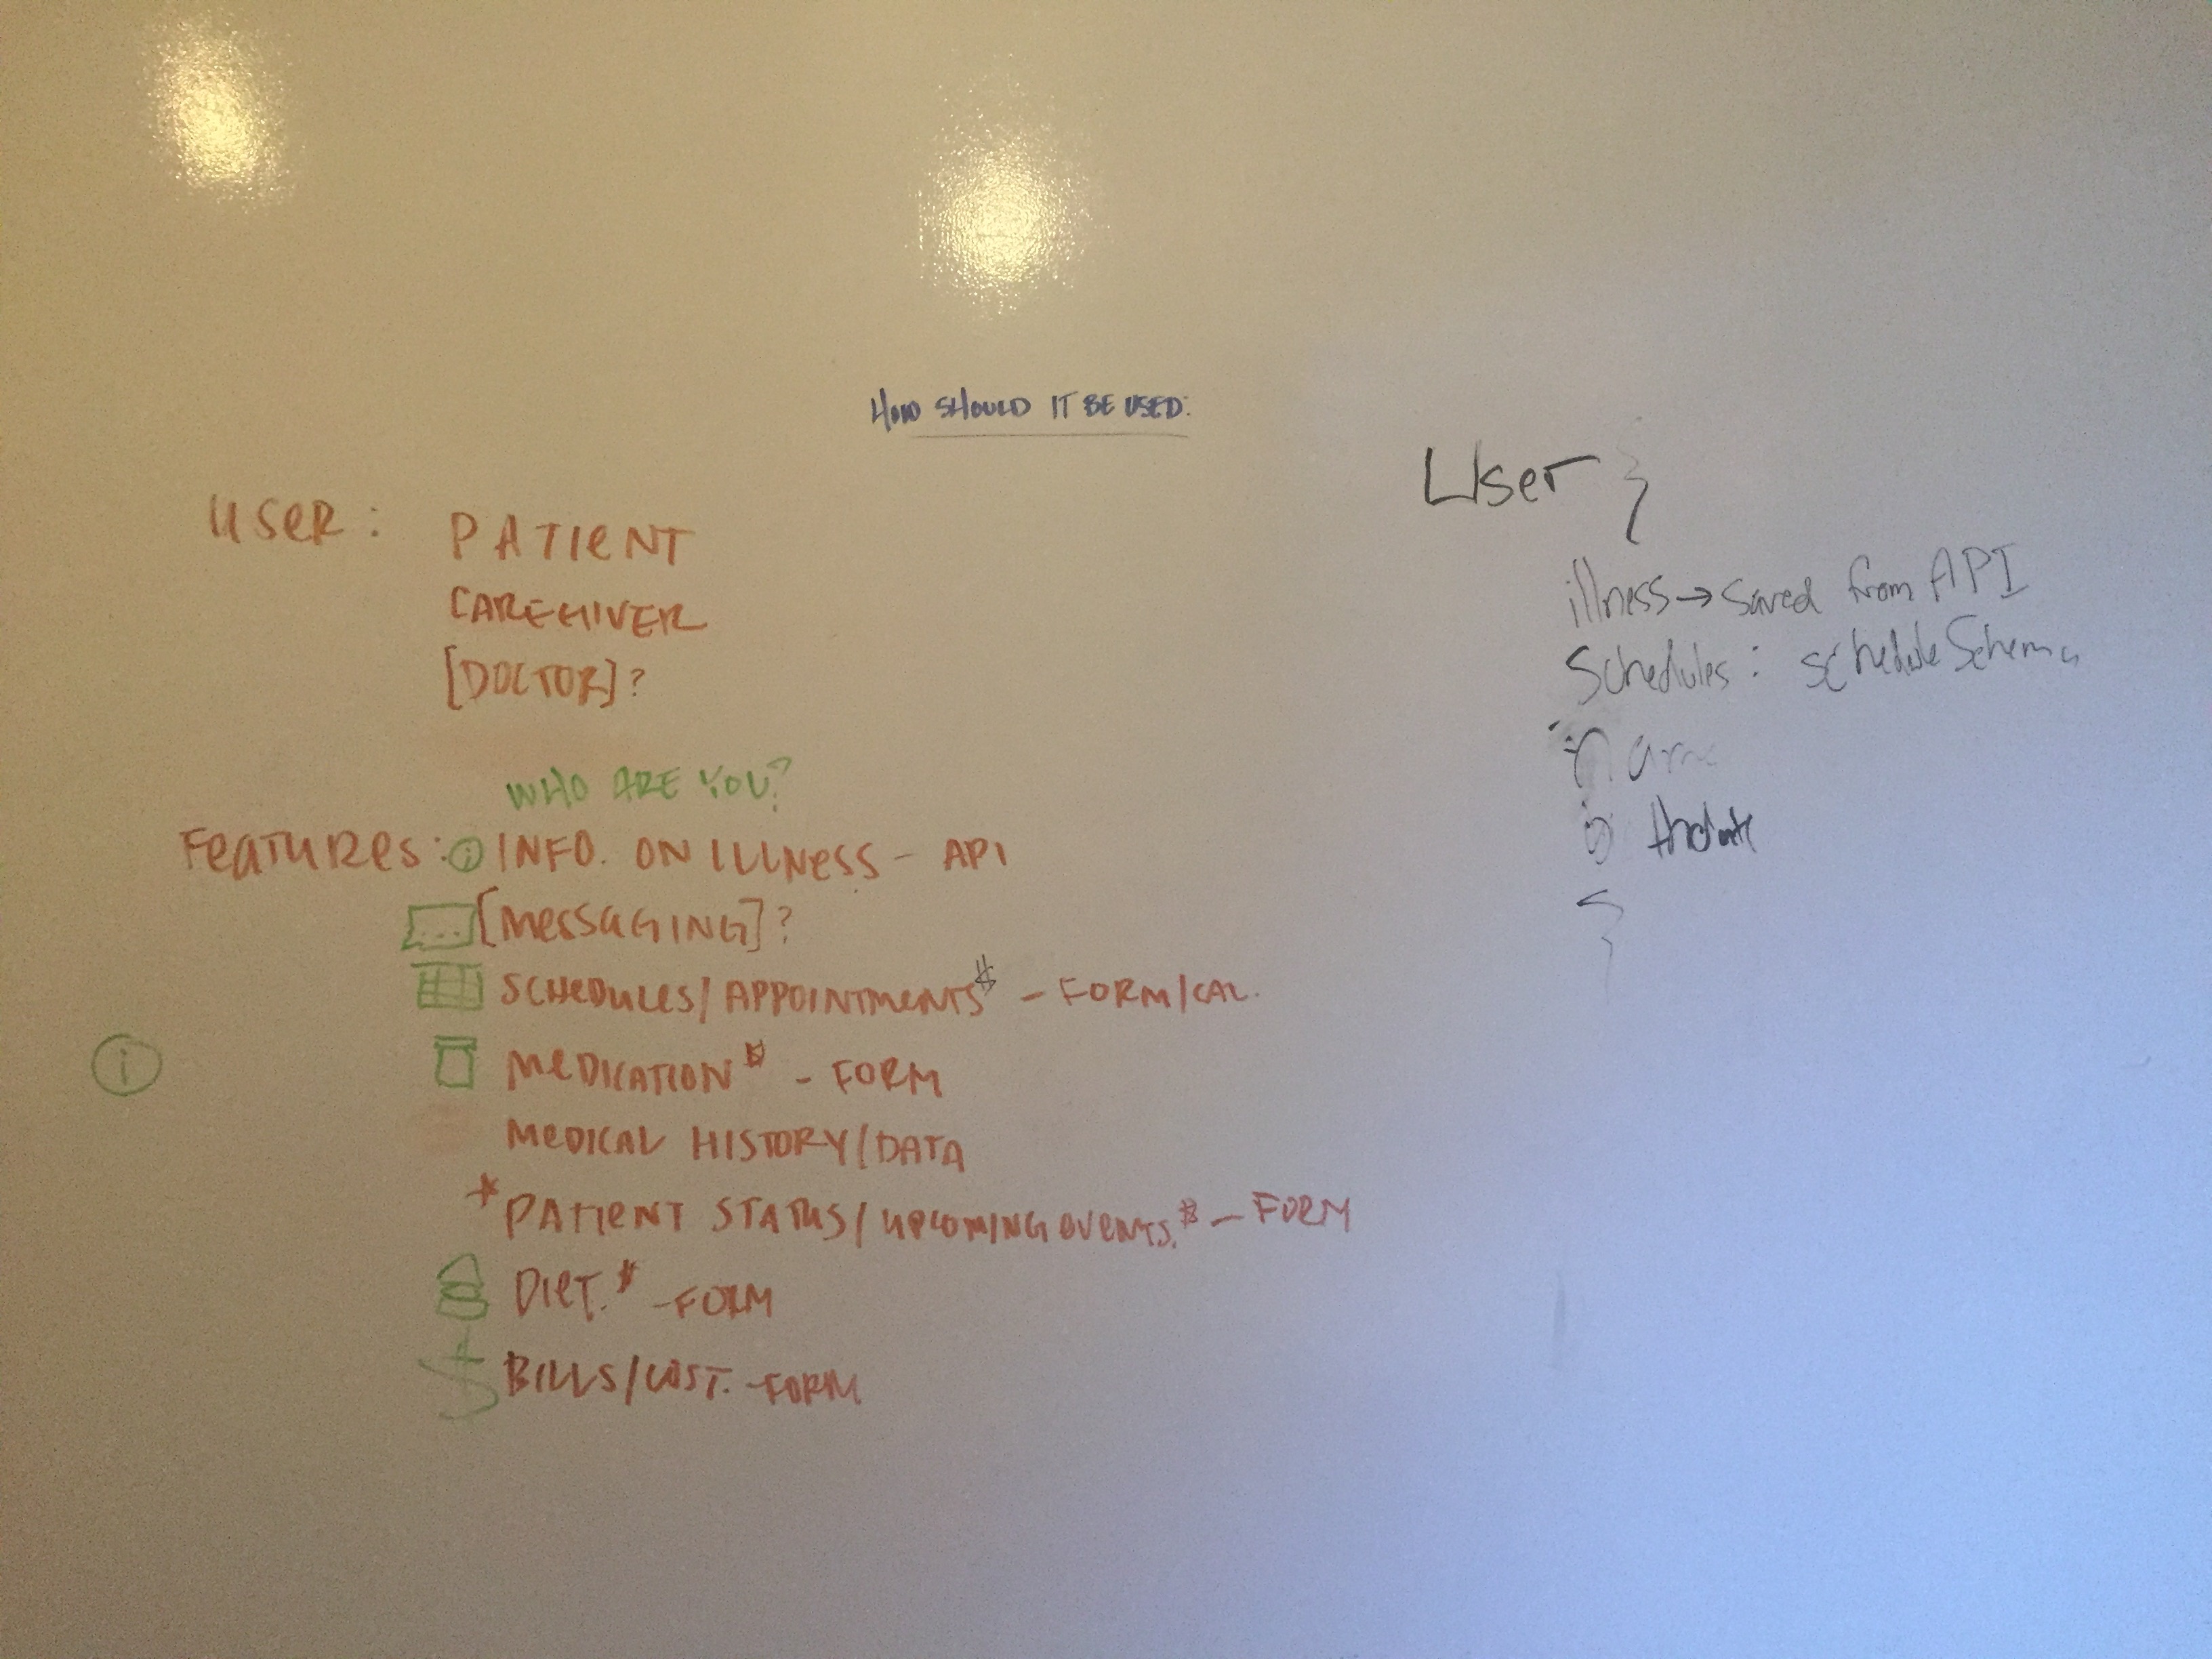 HOW SHOULD IT BE USED:
USER: PATIENT
CAREGIVER
[DOCTOR]?
WHO ARE YOU?
FEATURES: i INFO. ON ILLNESS - API
[MESSAGING]?
SCHEDULES/APPOINTMENTS - FORM/CAL.
i
MEDICATION - FORM
MEDICAL HISTORY/DATA
*PATIENT STATUS/UPCOMING EVENTS. - FORM
DIET. - FORM
$ BILLS/COST. - FORM
User {
illness → saved from API
Schedules: scheduleSchema
}